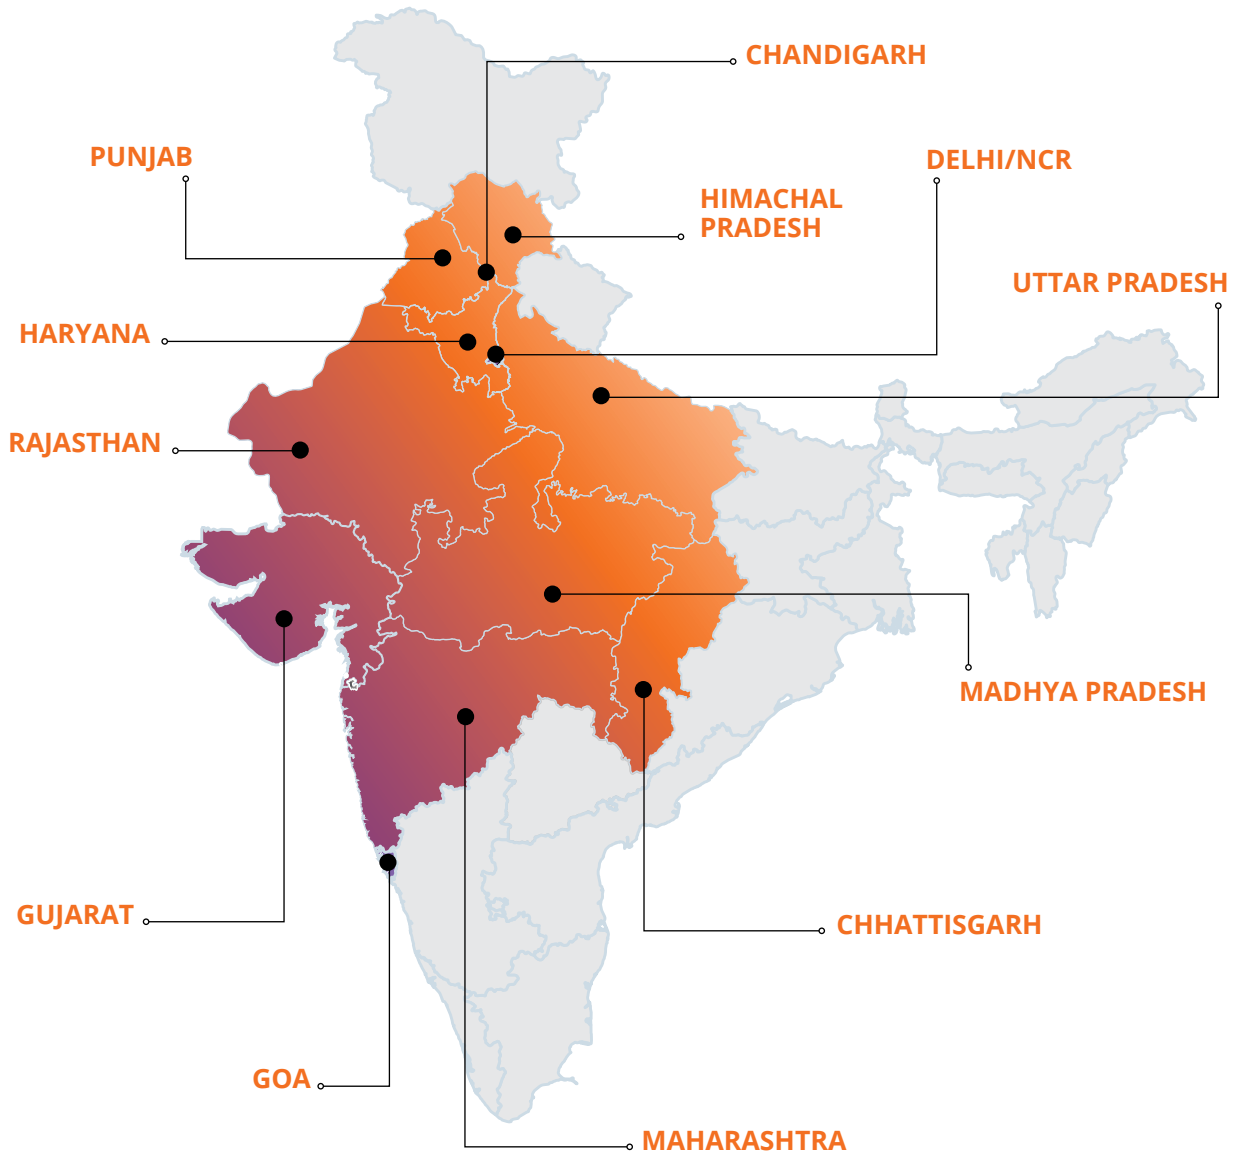 CHANDIGARH
PUNJAB
DELHI/NCR
HIMACHAL
PRADESH
UTTAR PRADESH
HARYANA
RAJASTHAN
MADHYA PRADESH
GUJARAT
CHHATTISGARH
GOA
MAHARASHTRA